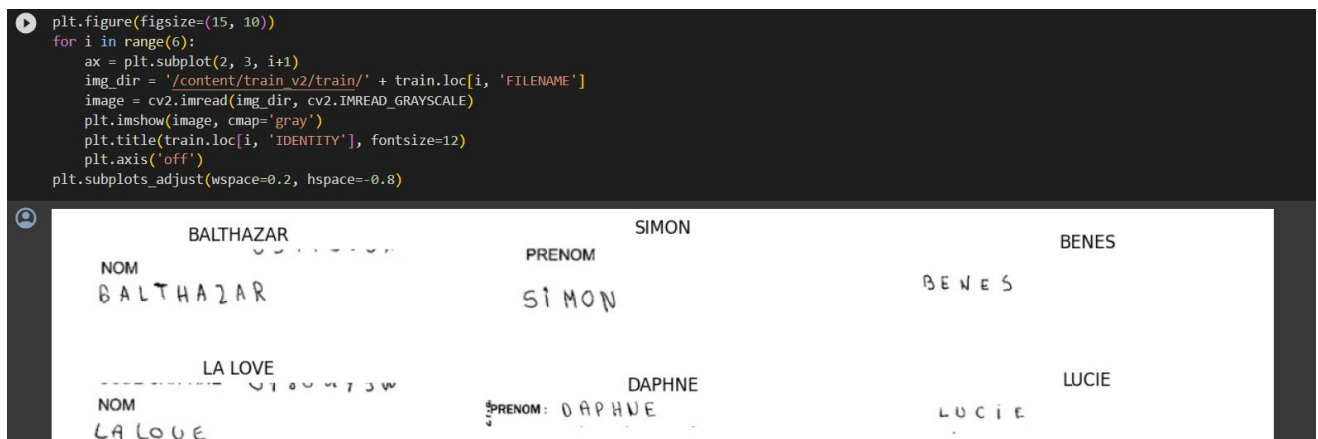 plt.figure(figsize=(15, 10))
for i in range(6):
    ax = plt.subplot(2, 3, i+1)
    img_dir = '/content/train_v2/train/' + train.loc[i, 'FILENAME']
    image = cv2.imread(img_dir, cv2.IMREAD_GRAYSCALE)
    plt.imshow(image, cmap='gray')
    plt.title(train.loc[i, 'IDENTITY'], fontsize=12)
    plt.axis('off')
plt.subplots_adjust(wspace=0.2, hspace=-0.8)
BALTHAZAR
NOM
BALTHAZAR
SIMON
PRENOM
SiMON
BENES
BENES
LA LOVE
NOM
LA LOVE
DAPHNE
PRENOM: DAPHNE
LUCIE
LUCiE